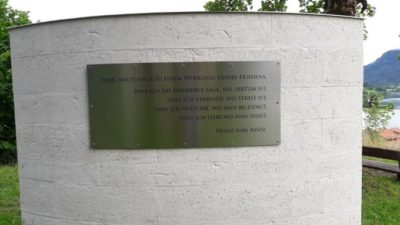 Herr, mach mich zu einem Werkzeug deines Friedens,
dass ich die Wahrheit sage, wo Irrtum ist,
dass ich verbinde, wo Streit ist,
dass ich verzeihe, wo man beleidigt,
dass ich liebe wo man hasst.
Franz von Assisi